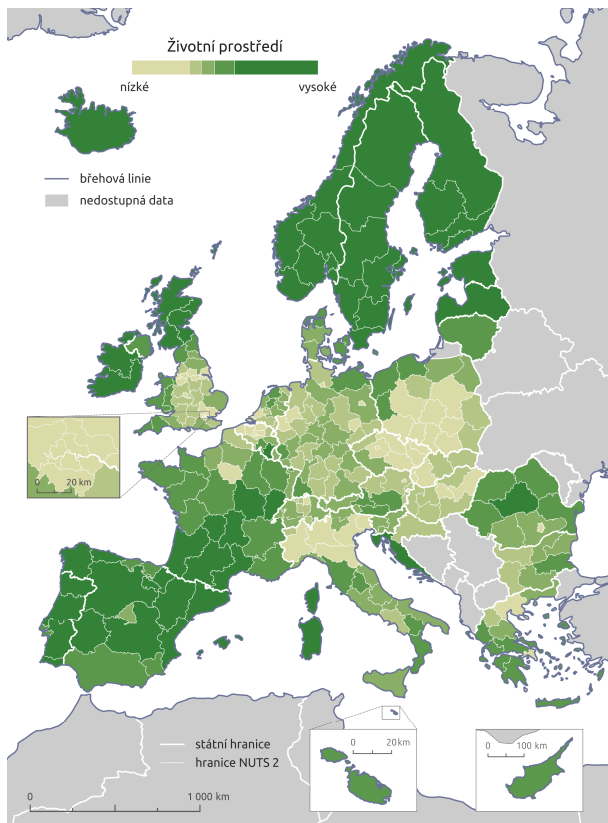 Životní prostředí
nízké
vysoké
břehová linie
nedostupná data
0 20 km
státní hranice
hranice NUTS 2
0 1 000 km
0 20 km
0 100 km